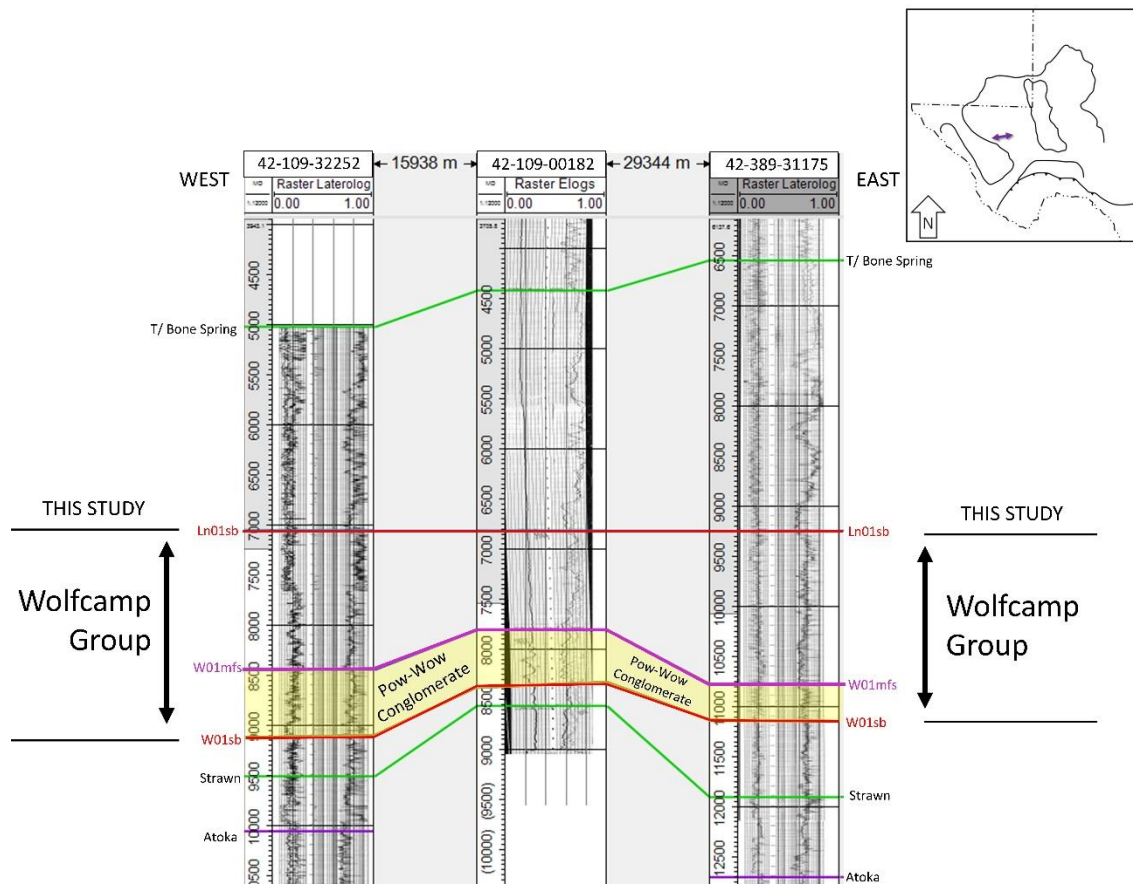 N
42-109-32252
15938 m
42-109-00182
29344 m
42-389-31175
WEST
EAST
MD
Raster Laterolog
MD
Raster Elogs
MD
Raster Laterolog
0.00 1.00
0.00 1.00
0.00 1.00
T/ Bone Spring
T/ Bone Spring
4500
5000
5500
6000
6500
7000
7500
8000
8500
9000
9500
10000
4500
5000
5500
6000
6500
7000
7500
8000
8500
9000
(9500)
(10000)
6500
7000
7500
8000
8500
9000
9500
10000
10500
11000
11500
12000
12500
THIS STUDY
Ln01sb
Ln01sb
THIS STUDY
Wolfcamp
Group
Wolfcamp
Group
W01mfs
W01mfs
Pow-Wow
Conglomerate
Pow-Wow
Conglomerate
W01sb
W01sb
Strawn
Strawn
Atoka
Atoka